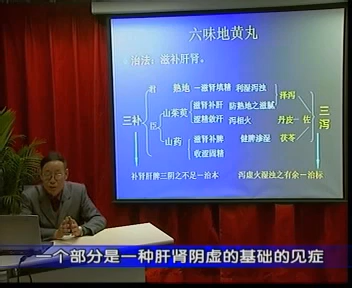 六味地黄丸
治法：滋补肝肾。
君 熟地 —滋肾填精 利湿泻浊 泽泻
三补 臣 山茱萸 滋肾补肝 防熟地之滋腻 丹皮 佐 三泻
涩精敛汗 泻相火
山药 滋肾补脾 健脾渗湿 茯苓
收涩固精
补肾肝脾三阴之不足—治本 泻虚火湿浊之有余—治标
一个部分是一种肝肾阴虚的基础的见症